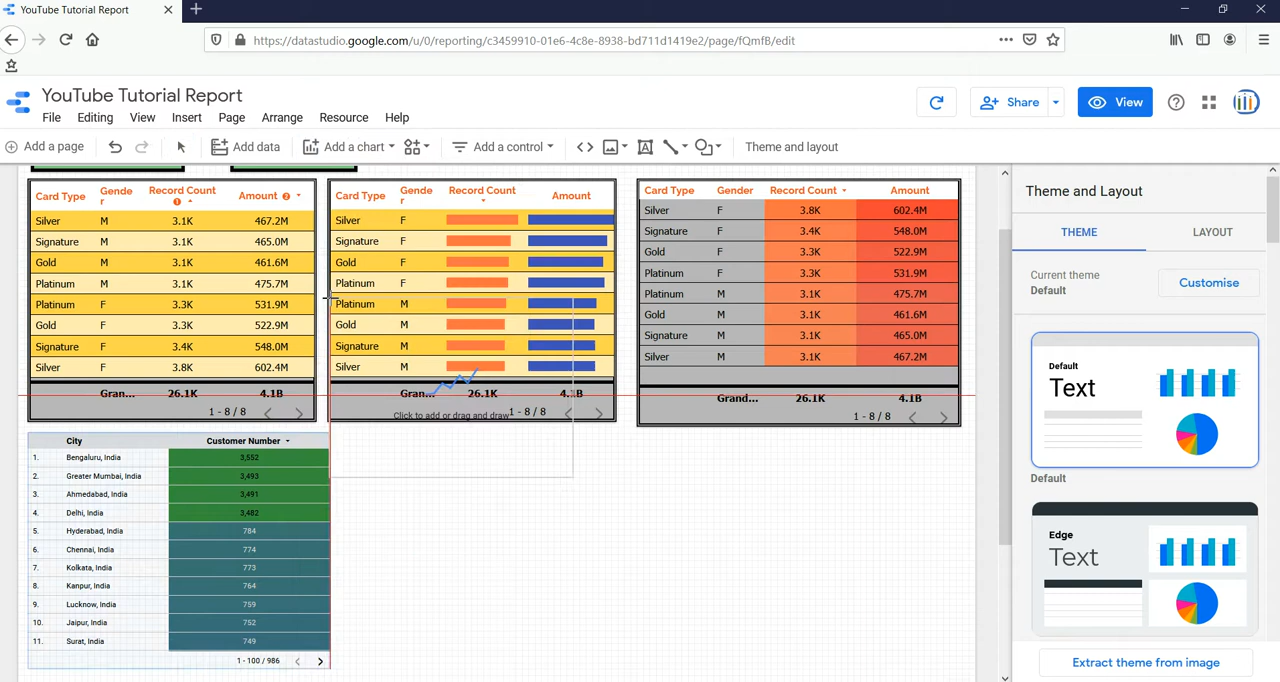 YouTube Tutorial Report
https://datastudio.google.com/u/0/reporting/c3459910-01e6-4c8e-8938-bd711d1419e2/page/fQmfB/edit
YouTube Tutorial Report
File Editing View Insert Page Arrange Resource Help
Share View
Add a page Add data Add a chart Add a control Theme and layout
Card Type Gende r Record Count 1 Amount 2
Silver M 3.1K 467.2M
Signature M 3.1K 465.0M
Gold M 3.1K 461.6M
Platinum M 3.1K 475.7M
Platinum F 3.3K 531.9M
Gold F 3.3K 522.9M
Signature F 3.4K 548.0M
Silver F 3.8K 602.4M
Gran... 26.1K 4.1B
1 - 8 / 8
Card Type Gende r Record Count Amount
Silver F
Signature F
Gold F
Platinum F
Platinum M
Gold M
Signature M
Silver M
Gran... 26.1K 4.1B
Click to add or drag and draw
1 - 8 / 8
Card Type Gender Record Count Amount
Silver F 3.8K 602.4M
Signature F 3.4K 548.0M
Gold F 3.3K 522.9M
Platinum F 3.3K 531.9M
Platinum M 3.1K 475.7M
Gold M 3.1K 461.6M
Signature M 3.1K 465.0M
Silver M 3.1K 467.2M
Grand... 26.1K 4.1B
1 - 8 / 8
City Customer Number
1. Bengaluru, India 3,552
2. Greater Mumbai, India 3,493
3. Ahmedabad, India 3,491
4. Delhi, India 3,482
5. Hyderabad, India 784
6. Chennai, India 774
7. Kolkata, India 773
8. Kanpur, India 764
9. Lucknow, India 759
10. Jaipur, India 752
11. Surat, India 749
1 - 100 / 986
Theme and Layout
THEME LAYOUT
Current theme
Default
Customise
Default
Text
Default
Edge
Text
Extract theme from image